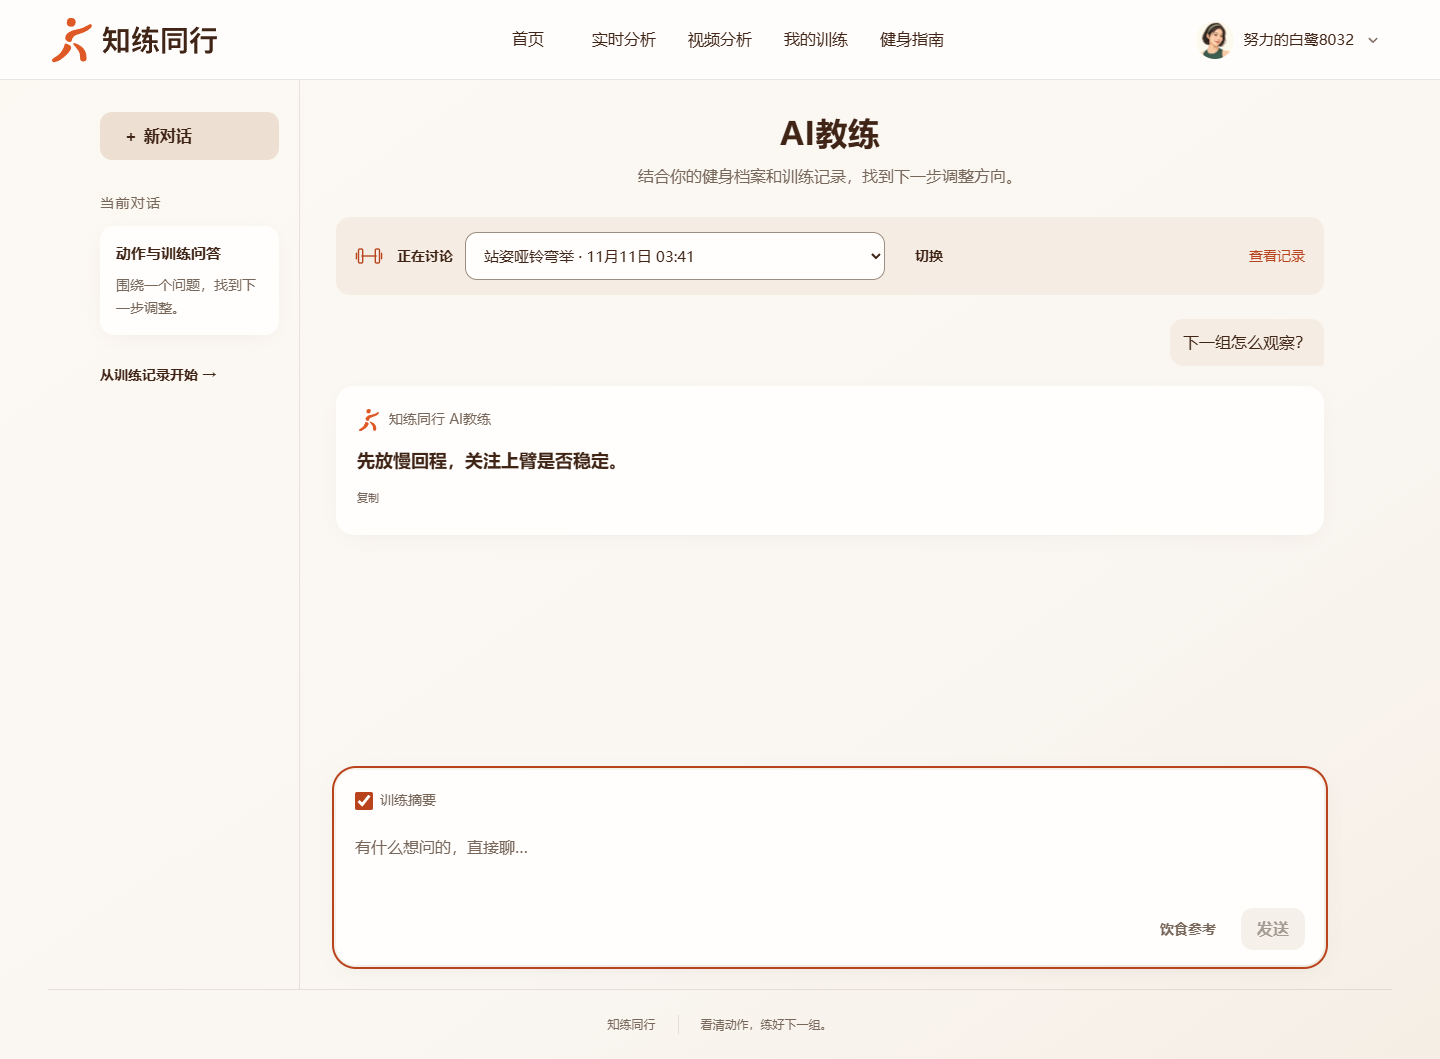 知练同行
首页 实时分析 视频分析 我的训练 健身指南
努力的白鹭8032
+ 新对话
当前对话
动作与训练问答
围绕一个问题，找到下
一步调整。
从训练记录开始 →
AI教练
结合你的健身档案和训练记录，找到下一步调整方向。
正在讨论 站姿哑铃弯举 · 11月11日 03:41 切换 查看记录
下一组怎么观察？
知练同行 AI教练
先放慢回程，关注上臂是否稳定。
复制
训练摘要
有什么想问的，直接聊...
饮食参考 发送
知练同行 看清动作，练好下一组。